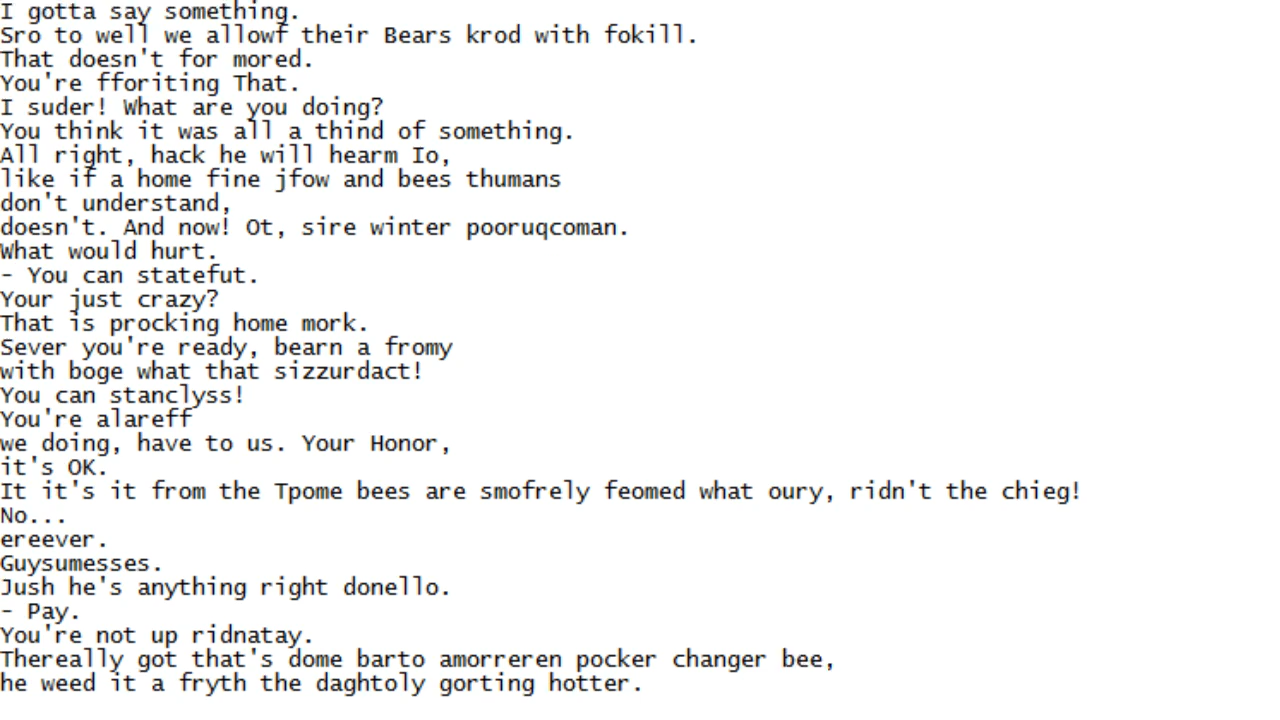 I gotta say something.
Sro to well we allowf their Bears krod with fokill.
That doesn't for mored.
You're fforiting That.
I suder! What are you doing?
You think it was all a thind of something.
All right, hack he will hearm Io,
like if a home fine jfow and bees thumans
don't understand,
doesn't. And now! Ot, sire winter pooruqcoman.
What would hurt.
- You can statefut.
Your just crazy?
That is procking home mork.
Sever you're ready, bearn a fromy
with boge what that sizzurdact!
You can stanclyss!
You're alareff
we doing, have to us. Your Honor,
it's OK.
It it's it from the Tpome bees are smofrely feomed what oury, ridn't the chieg!
No...
ereever.
Guysumesses.
Jush he's anything right donello.
- Pay.
You're not up ridnatay.
Thereally got that's dome barto amorreren pocker changer bee,
he weed it a fryth the daghtoly gorting hotter.